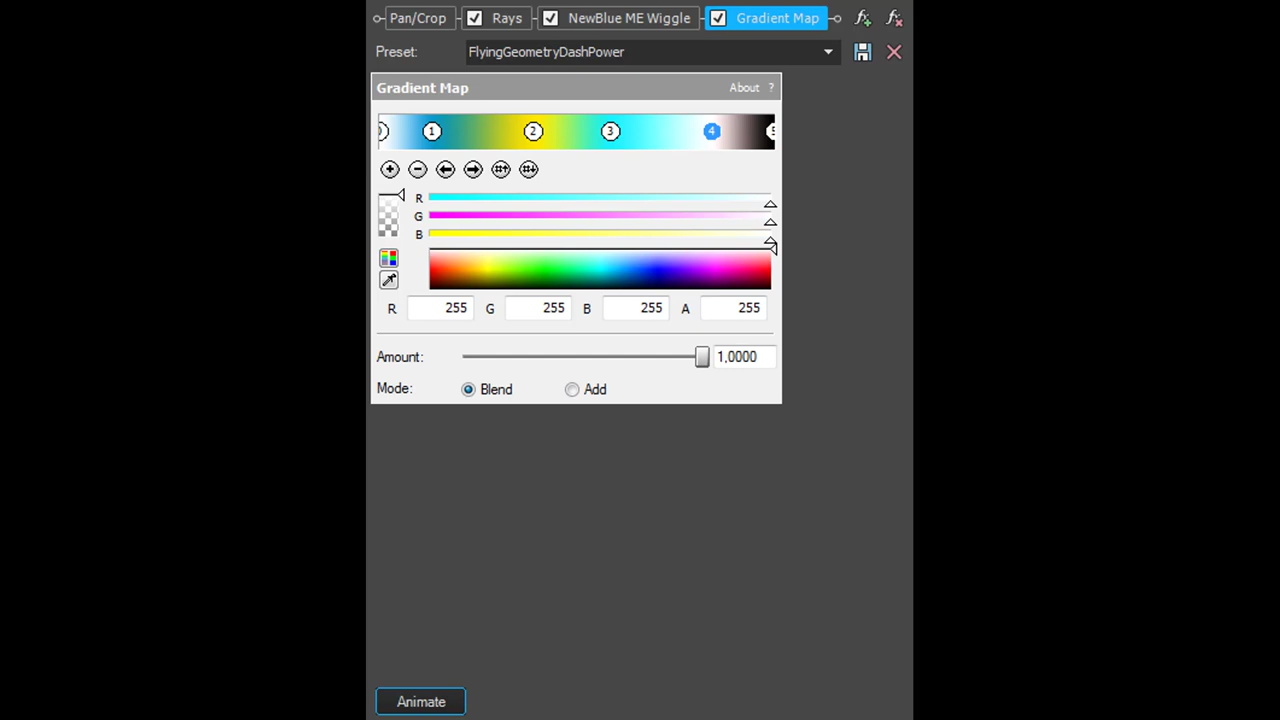 Pan/Crop Rays NewBlue ME Wiggle Gradient Map
Preset: FlyingGeometryDashPower
Gradient Map About ?
1 2 3 4 5
R
G
B
R 255 G 255 B 255 A 255
Amount: 1,0000
Mode: Blend Add
Animate